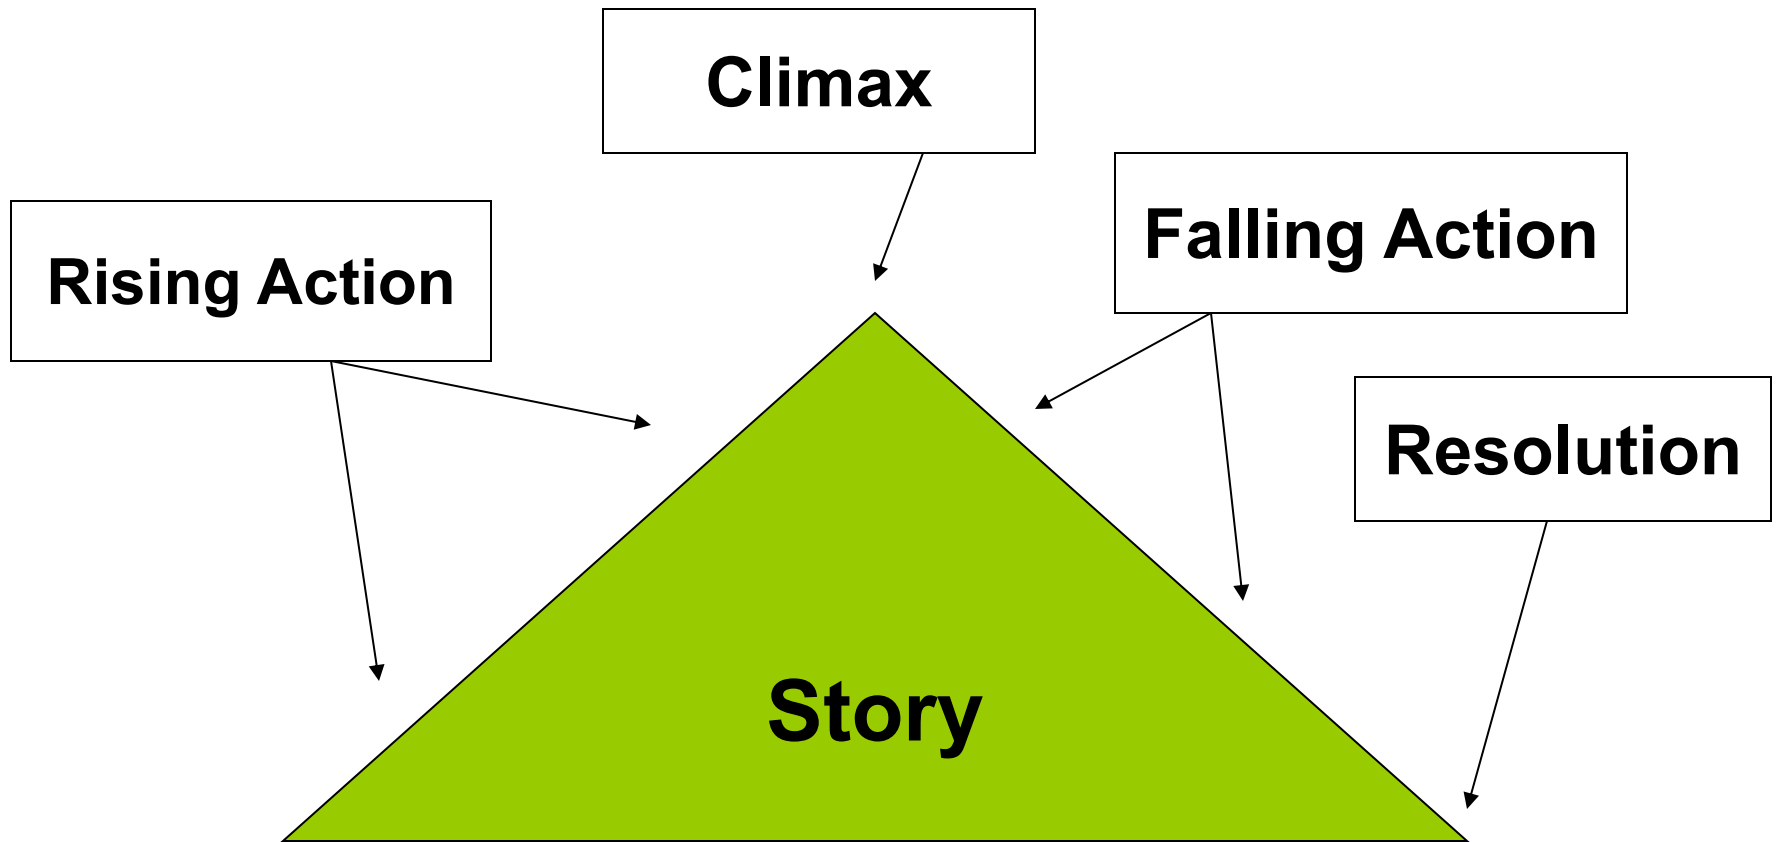 Climax
Rising Action
Falling Action
Resolution
Story